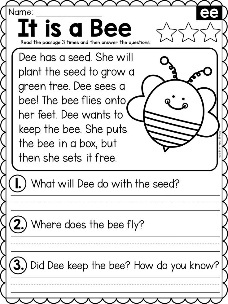 Name:
ee
It is a Bee
Read the passage 3 times and then answer the questions.
Dee has a seed. She will
plant the seed to grow a
green tree. Dee sees a
bee! The bee flies onto
her feet. Dee wants to
keep the bee. She puts
the bee in a box, but
then she sets it free.
1. What will Dee do with the seed?
2. Where does the bee fly?
3. Did Dee keep the bee? How do you know?